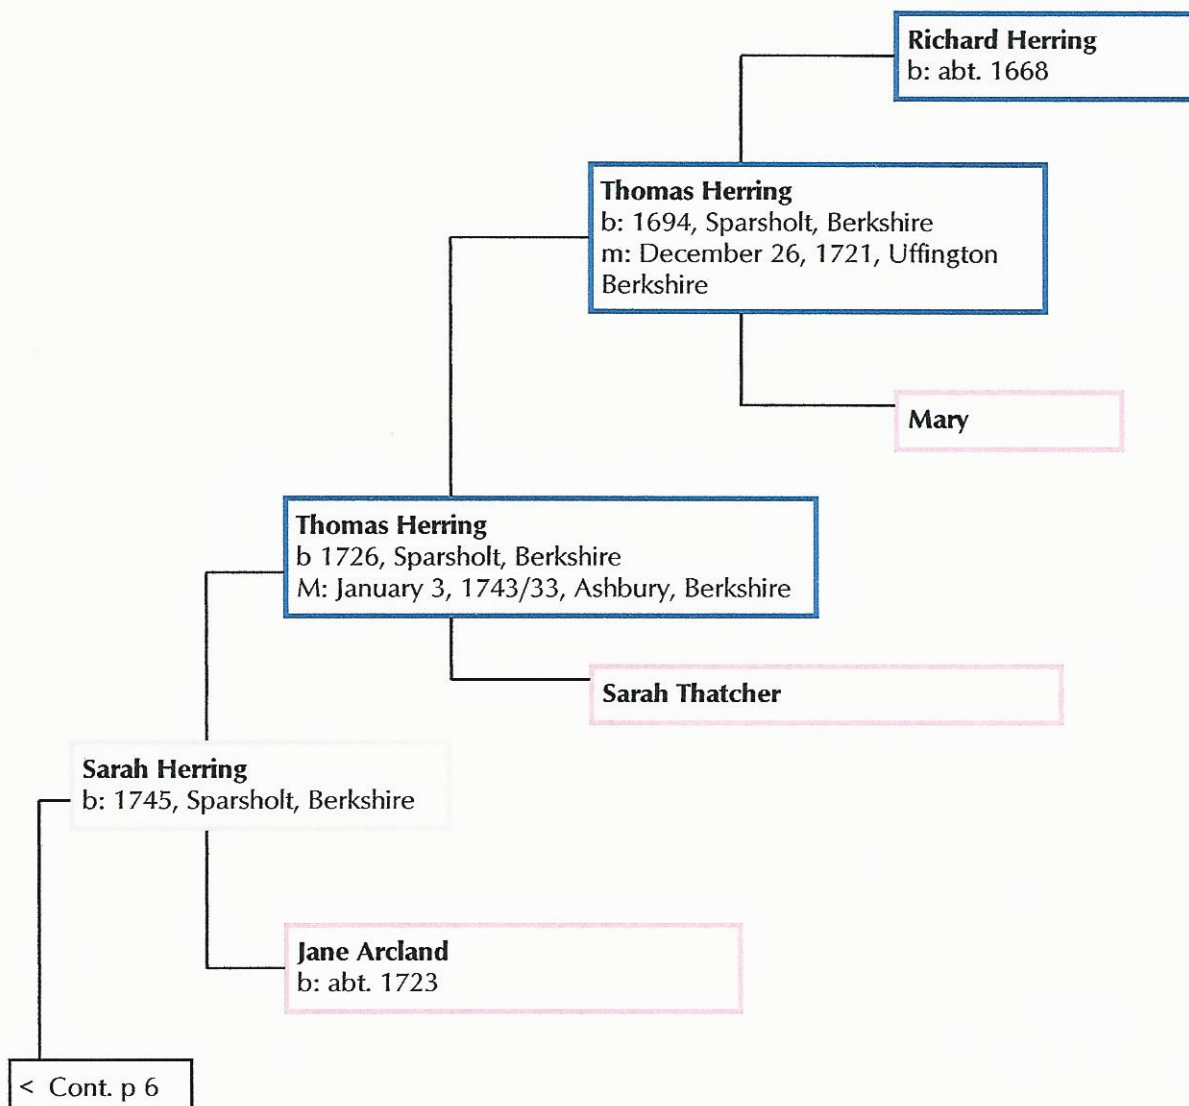 Richard Herring
b: abt. 1668
Thomas Herring
b: 1694, Sparsholt, Berkshire
m: December 26, 1721, Uffington
Berkshire
Mary
Thomas Herring
b 1726, Sparsholt, Berkshire
M: January 3, 1743/33, Ashbury, Berkshire
Sarah Thatcher
Sarah Herring
b: 1745, Sparsholt, Berkshire
Jane Arcland
b: abt. 1723
< Cont. p 6